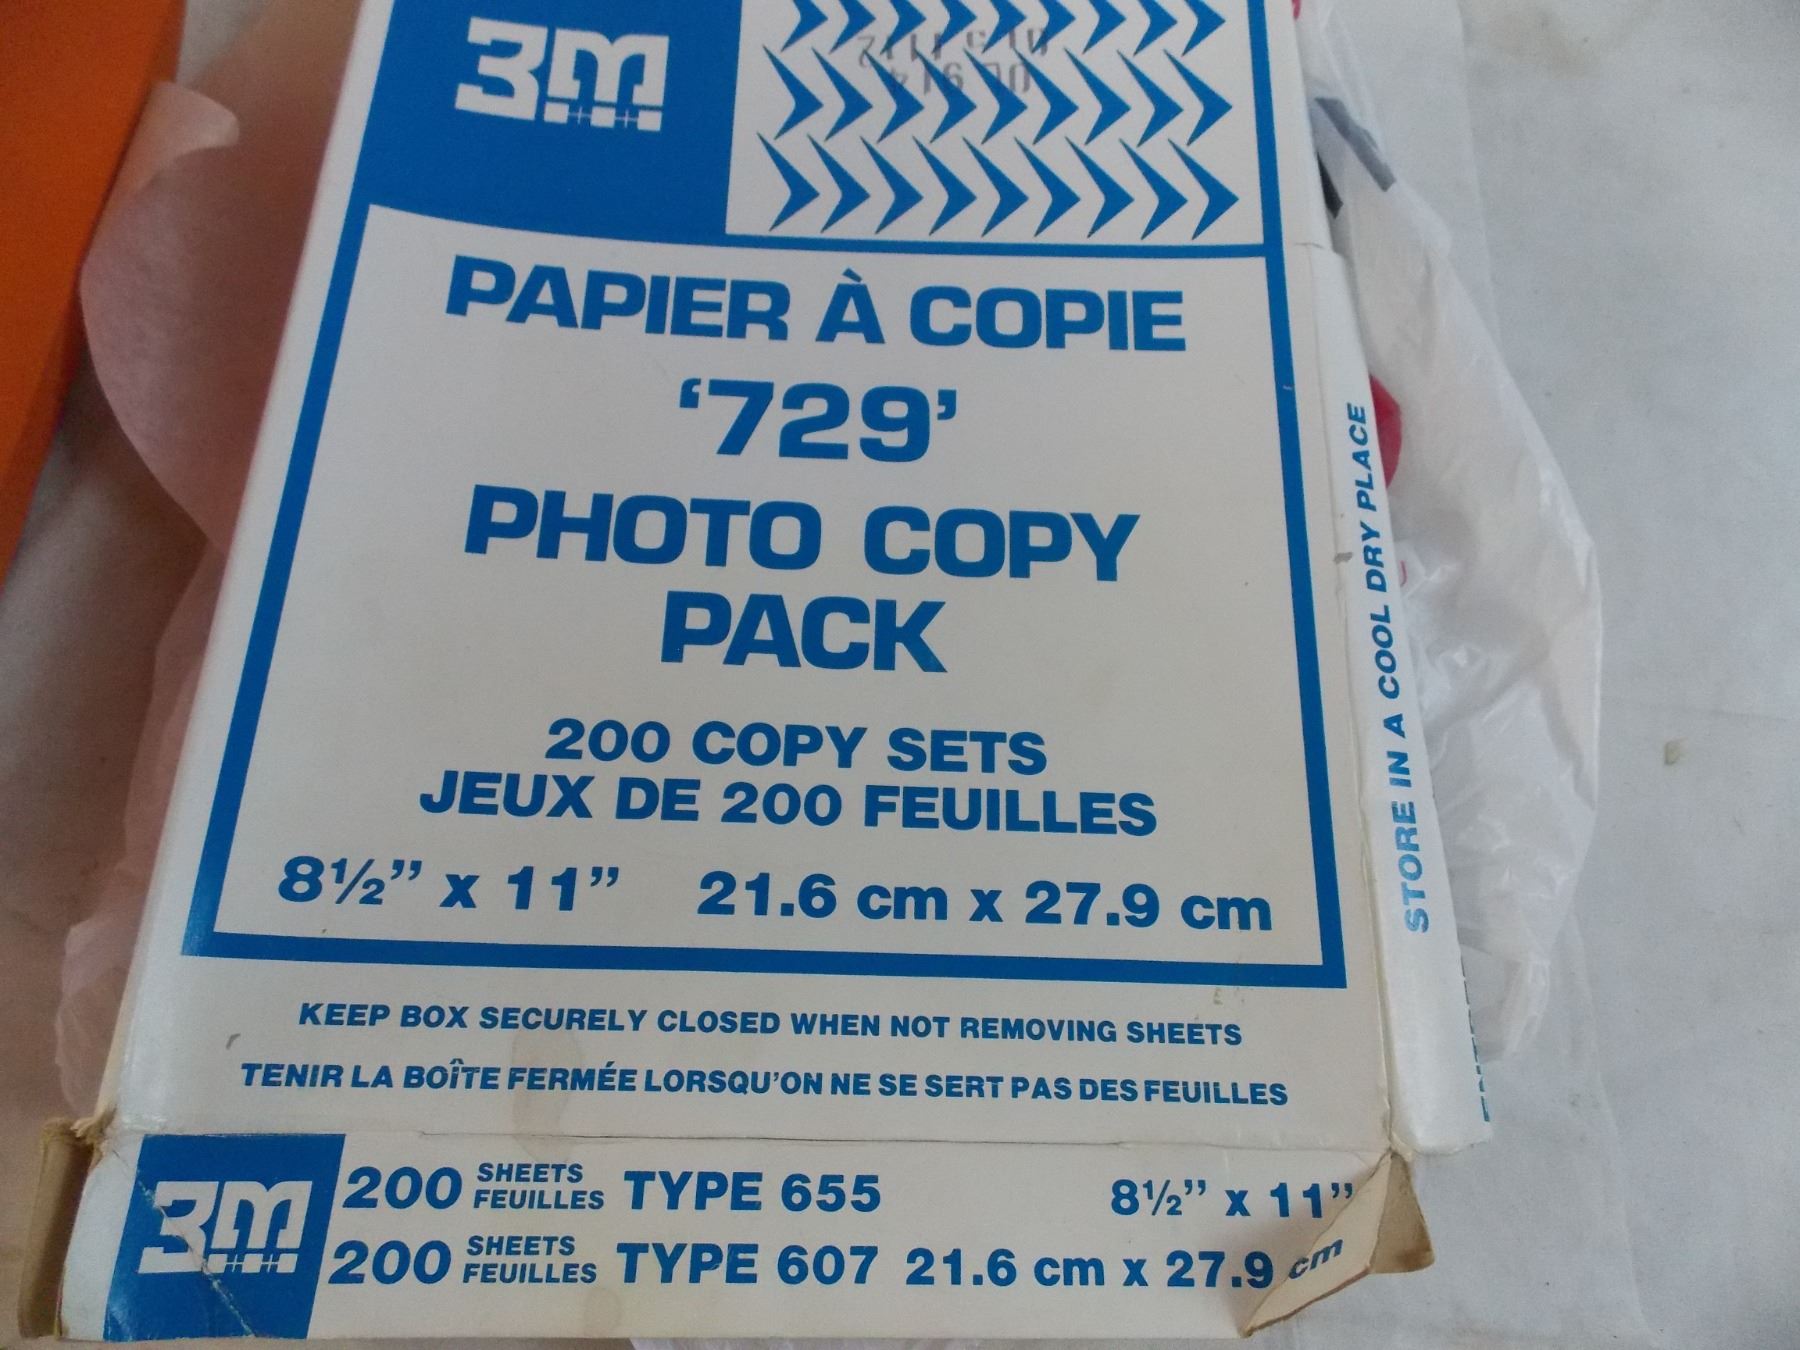 3M
PAPIER À COPIE
‘729’
PHOTO COPY
PACK
200 COPY SETS
JEUX DE 200 FEUILLES
8½” x 11” 21.6 cm x 27.9 cm
KEEP BOX SECURELY CLOSED WHEN NOT REMOVING SHEETS
TENIR LA BOÎTE FERMÉE LORSQU’ON NE SE SERT PAS DES FEUILLES
STORE IN A COOL DRY PLACE
3M
200 SHEETS FEUILLES TYPE 655 8½” x 11”
200 SHEETS FEUILLES TYPE 607 21.6 cm x 27.9 cm